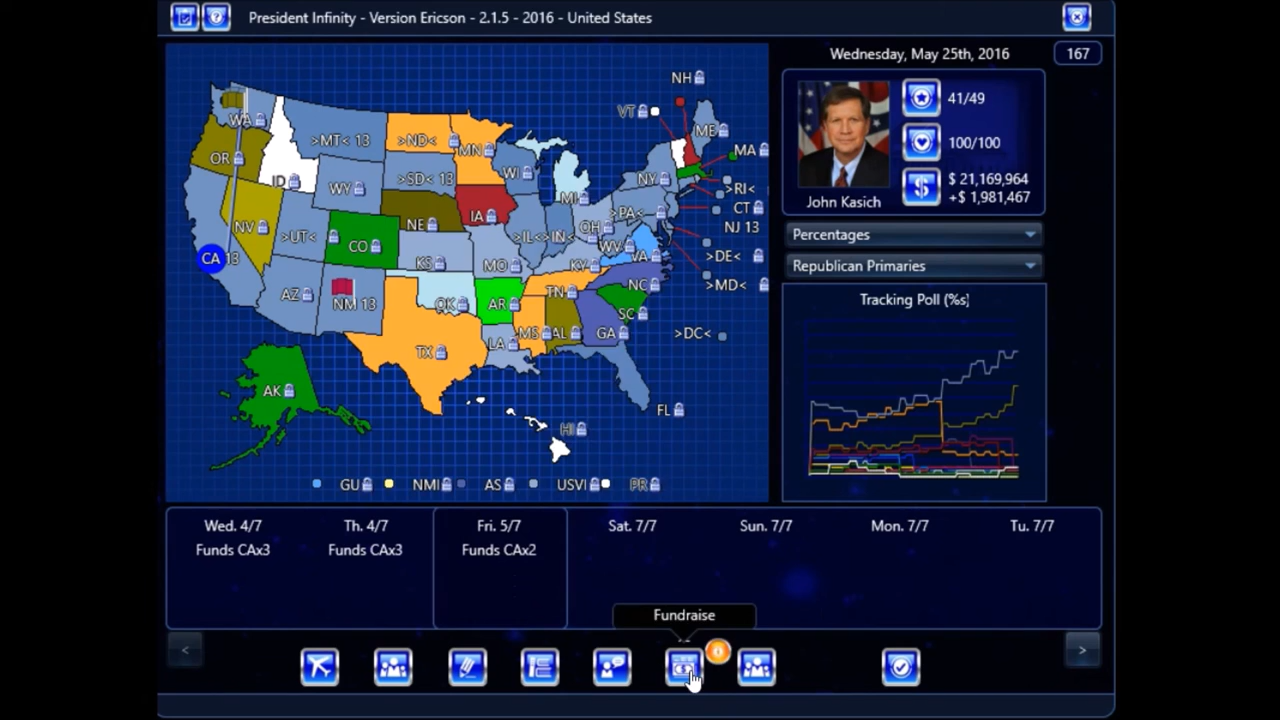 President Infinity - Version Ericson - 2.1.5 - 2016 - United States
Wednesday, May 25th, 2016
167
41/49
100/100
$ 21,169,964
+$ 1,981,467
John Kasich
Percentages
Republican Primaries
Tracking Poll (%s)
NH
VT
WA
ME
>MT< 13
>ND<
MN
MA
OR
ID
>SD< 13
WI
NY
>RI<
WY
MI
CT
NE
IA
>PA<
NJ 13
NV
>UT<
CO
>IL<
>IN<
OH
WV
VA
>DE<
CA 13
KS
MO
KY
>MD<
AZ
NM 13
OK
AR
TN
NC
SC
MS
AL
GA
>DC<
TX
LA
AK
FL
HI
GU
NMI
AS
USVI
PR
Wed. 4/7
Th. 4/7
Fri. 5/7
Sat. 7/7
Sun. 7/7
Mon. 7/7
Tu. 7/7
Funds CAx3
Funds CAx3
Funds CAx2
Fundraise
<
>